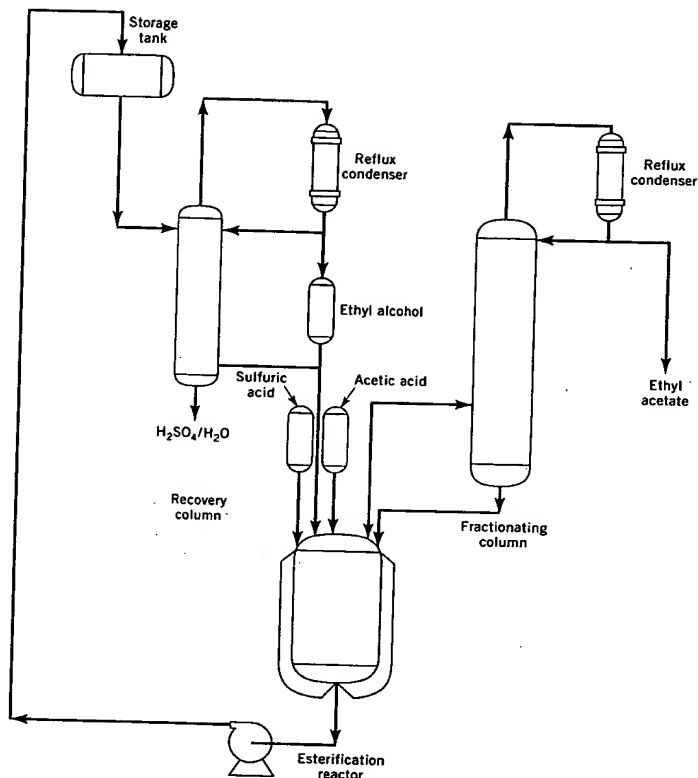 Storage
tank
Reflux
condenser
Reflux
condenser
Ethyl alcohol
Sulfuric
acid
Acetic acid
Ethyl
acetate
H₂SO₄/H₂O
Recovery
column
Fractionating
column
Esterification
reactor